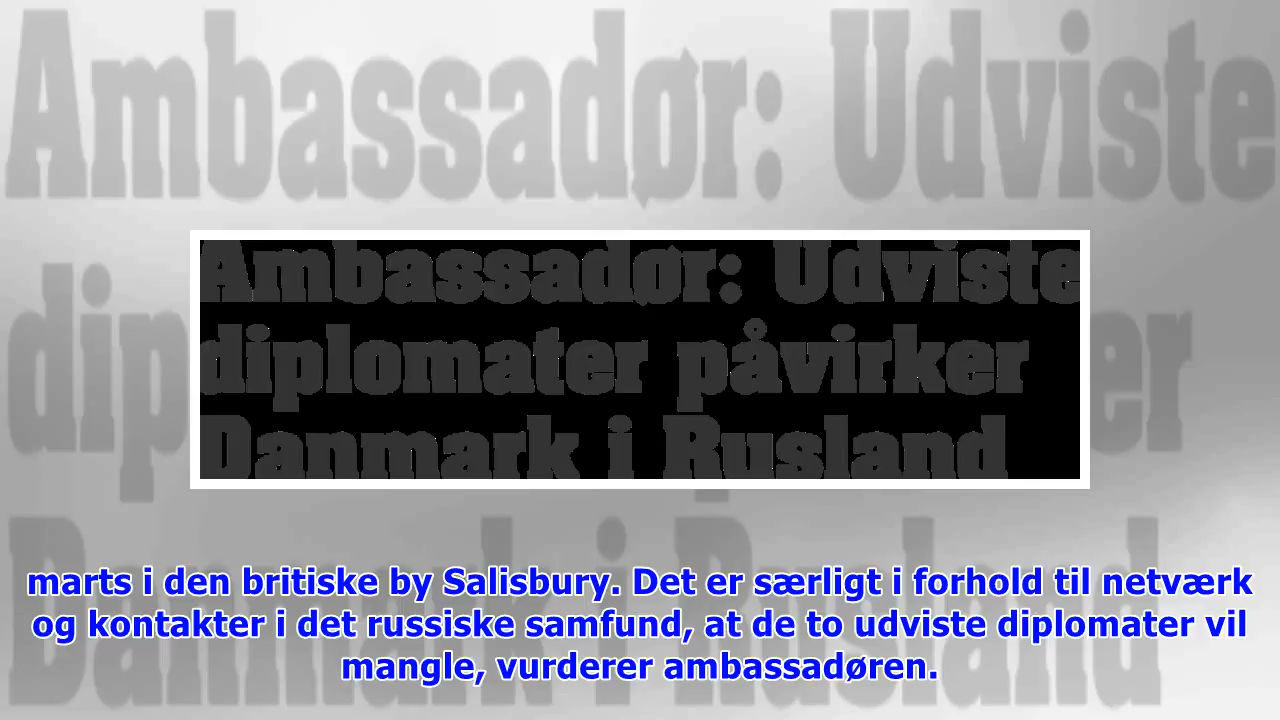 Ambassadør: Udviste
diplomater påvirker
Danmark i Rusland
marts i den britiske by Salisbury. Det er særligt i forhold til netværk
og kontakter i det russiske samfund, at de to udviste diplomater vil
mangle, vurderer ambassadøren.